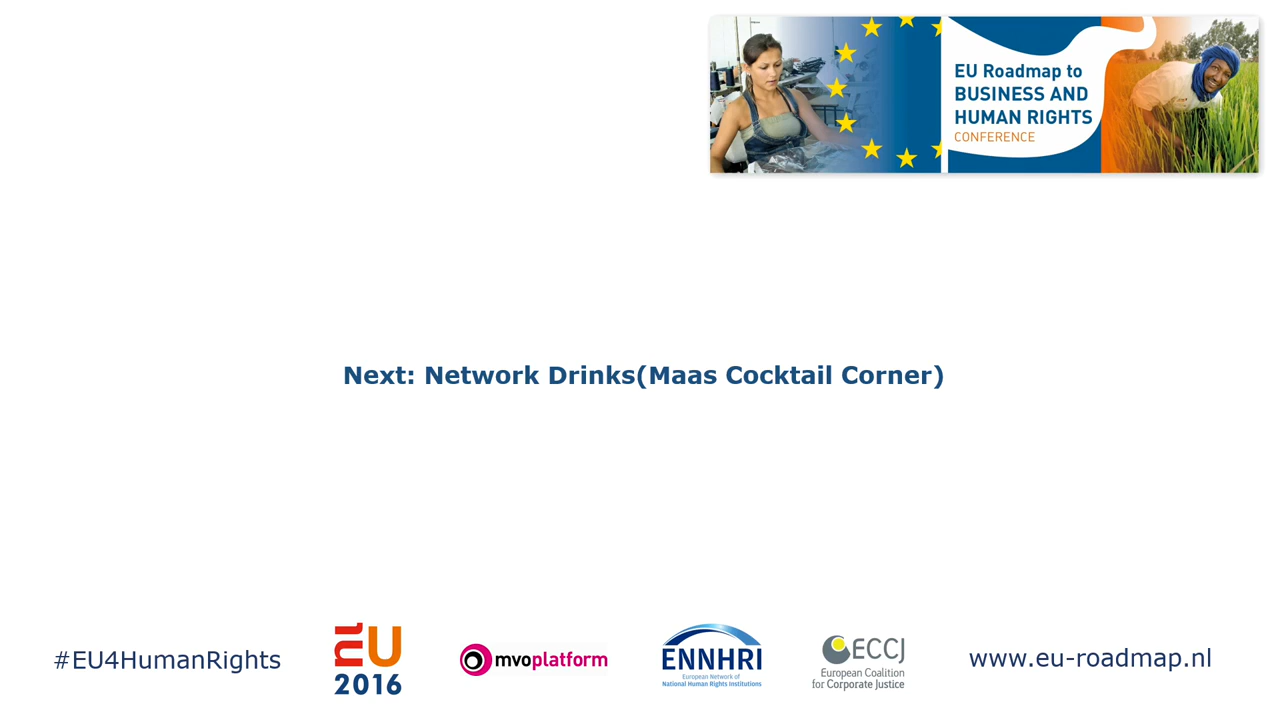 EU Roadmap to
BUSINESS AND
HUMAN RIGHTS
CONFERENCE
Next: Network Drinks(Maas Cocktail Corner)
#EU4HumanRights
nl EU
2016
mvoplatform
ENNHRI
European Network of
National Human Rights Institutions
ECCJ
European Coalition
for Corporate Justice
www.eu-roadmap.nl